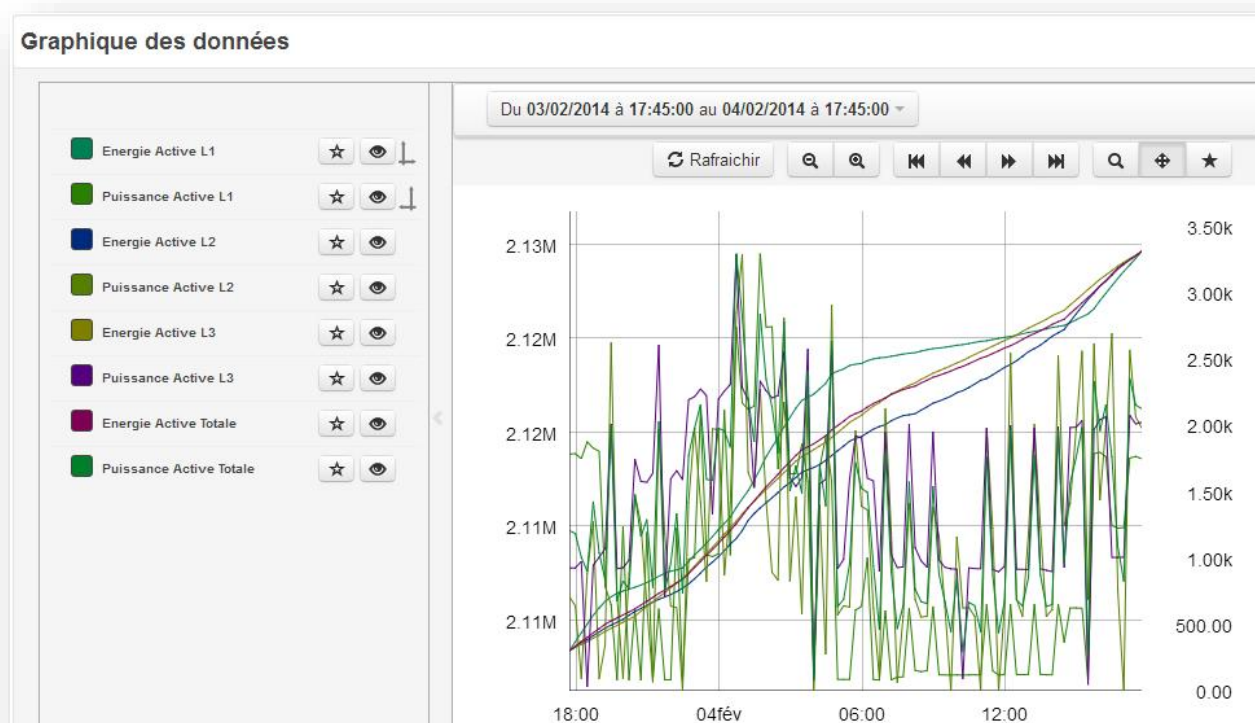 Graphique des données
Du 03/02/2014 à 17:45:00 au 04/02/2014 à 17:45:00
Rafraichir
Energie Active L1
Puissance Active L1
Energie Active L2
Puissance Active L2
Energie Active L3
Puissance Active L3
Energie Active Totale
Puissance Active Totale
2.13M
2.12M
2.12M
2.11M
2.11M
3.50k
3.00k
2.50k
2.00k
1.50k
1.00k
500.00
0.00
18:00 04fév 06:00 12:00